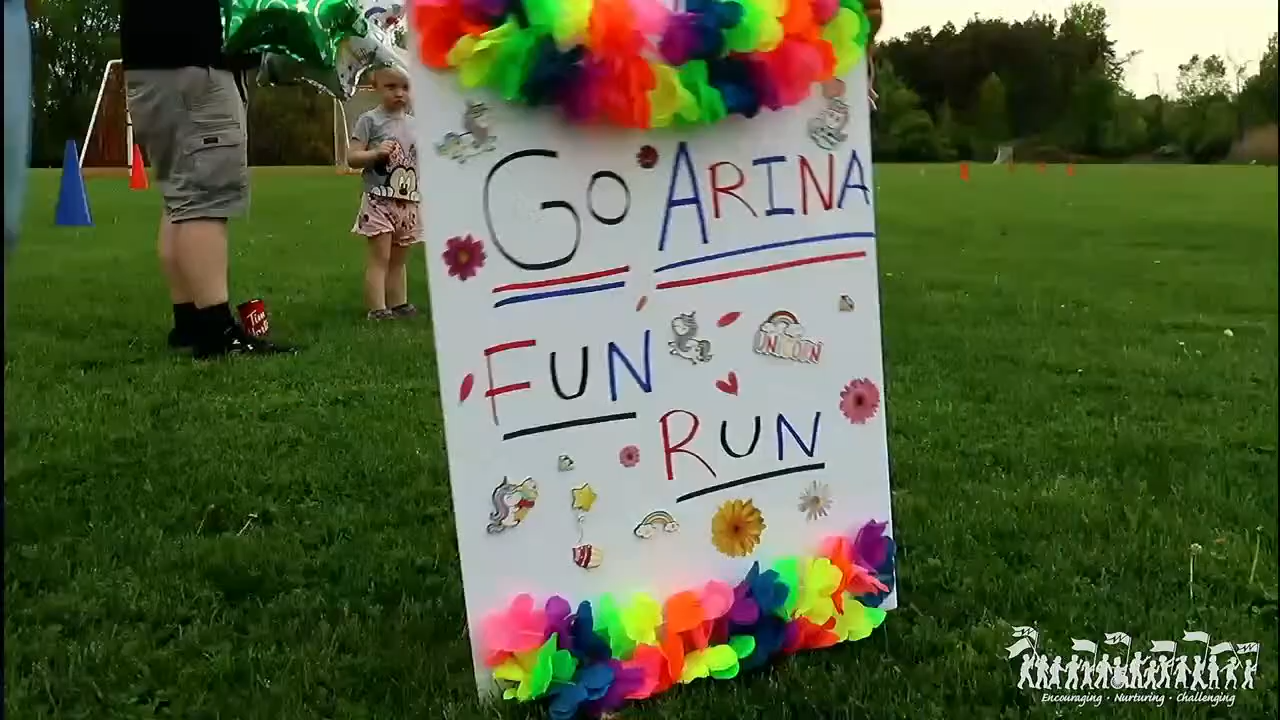 GO ARINA
FUN
UNICORN
RUN
Tim
Encouraging • Nurturing • Challenging